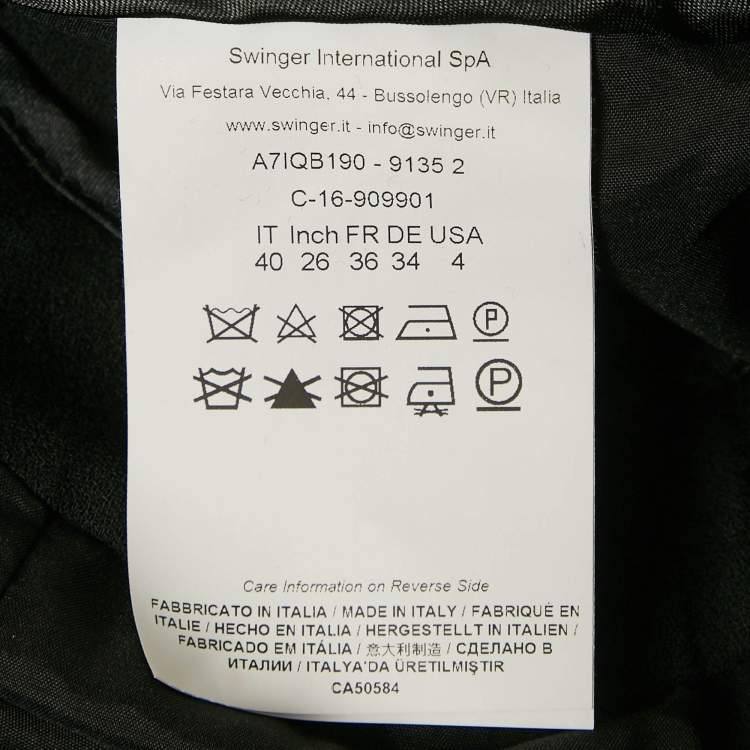 Swinger International SpA
Via Festara Vecchia, 44 - Bussolengo (VR) Italia
www.swinger.it - info@swinger.it
A7IQB190 - 9135 2
C-16-909901
IT Inch FR DE USA
40 26 36 34 4
P
P
Care Information on Reverse Side
FABBRICATO IN ITALIA / MADE IN ITALY / FABRIQUÉ EN
ITALIE / HECHO EN ITALIA / HERGESTELLT IN ITALIEN /
FABRICADO EM ITÁLIA / 意大利制造 / СДЕЛАНО В
ИТАЛИИ / ITALYA'DA ÜRETILMIŞTIR
CA50584